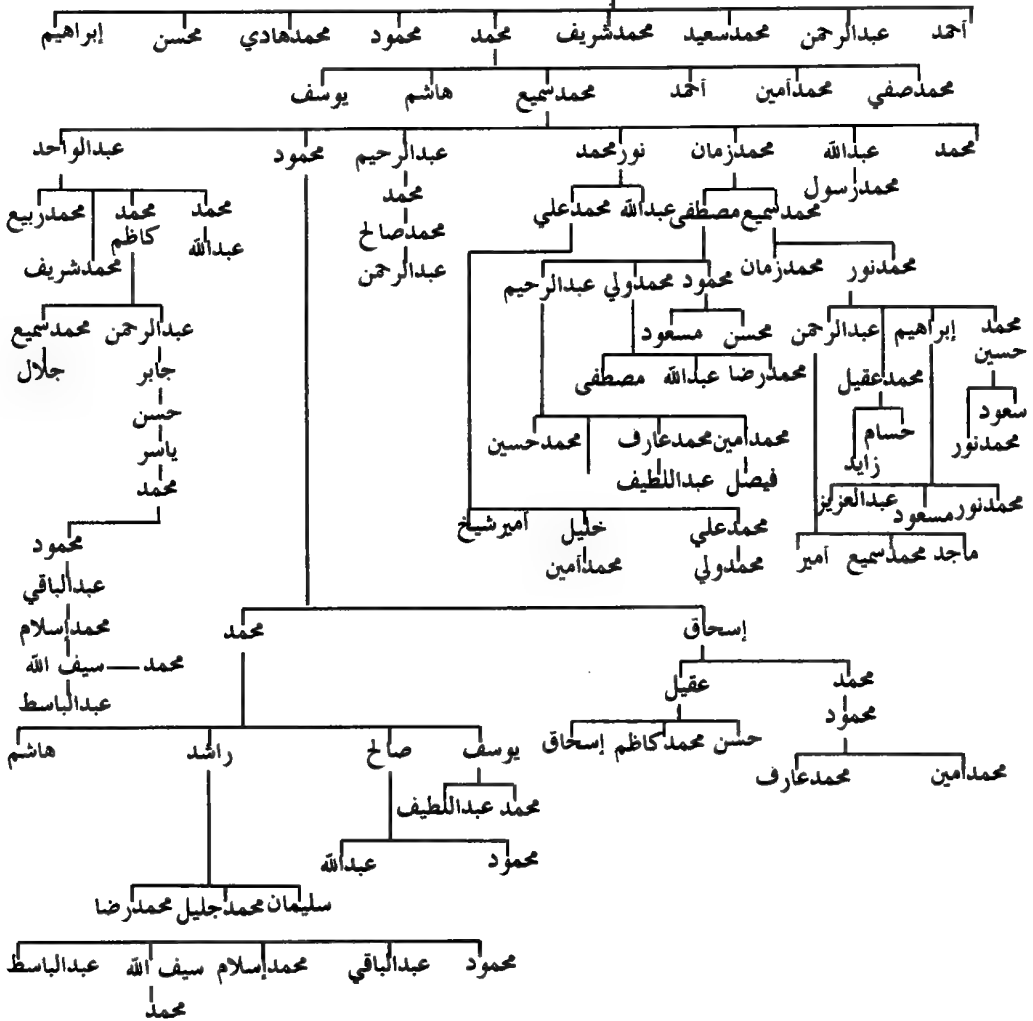 أحمد عبدالرحمن محمدسعيد محمدشريف محمد محمود محمدهادي محسن إبراهيم
محمدصفي محمدأمين أحمد محمدسميع هاشم يوسف
محمد عبدالله محمدزمان نورمحمد عبدالرحيم محمود عبدالواحد
محمدرسول محمد
محمدسميع مصطفى عبدالله محمدعلي محمد محمد كاظم محمدربيع
محمدصالح عبدالله
محمدنور محمدزمان محمود محمدولي عبدالرحيم عبدالرحمن محمدشريف
محمد حسين إبراهيم عبدالرحمن محسن مسعود عبدالرحمن محمدسميع
محمدعقيل محمدرضا عبدالله مصطفى جابر جلال
سعود حسن
محمدنور حسام محمدأمين محمدعارف محمدحسين ياسر
زايد فيصل عبداللطيف محمد
محمدنور مسعود عبدالعزيز محمدعلي خليل أميرشيخ
ماجد محمدسميع أمير محمدولي محمدأمين محمود
عبدالباقي
إسحاق محمد محمدإسلام
محمد عقيل محمد سيف الله
محمود عبدالباسط
حسن محمدكاظم إسحاق يوسف صالح راشد هاشم
محمدأمين محمدعارف
محمد عبداللطيف
محمود عبدالله
سليمان محمدجليل محمدرضا
محمود عبدالباقي محمدإسلام سيف الله عبدالباسط
محمد